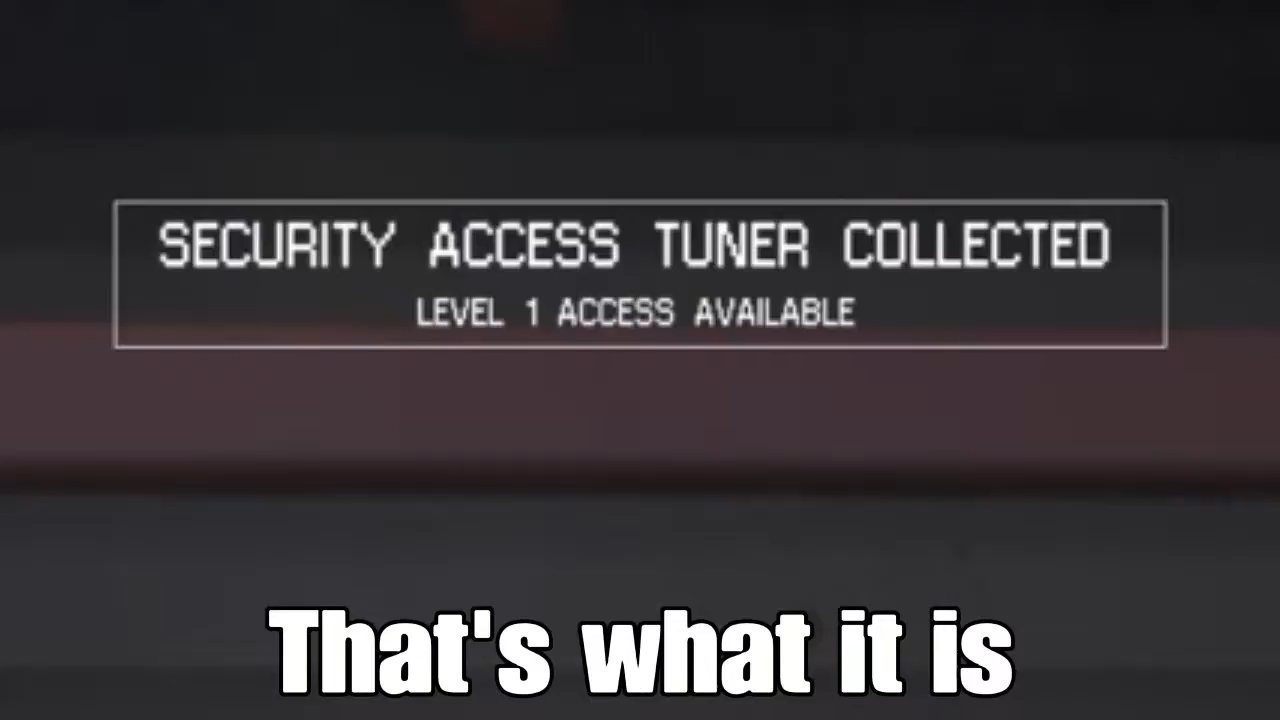 SECURITY ACCESS TUNER COLLECTED
LEVEL 1 ACCESS AVAILABLE
That's what it is